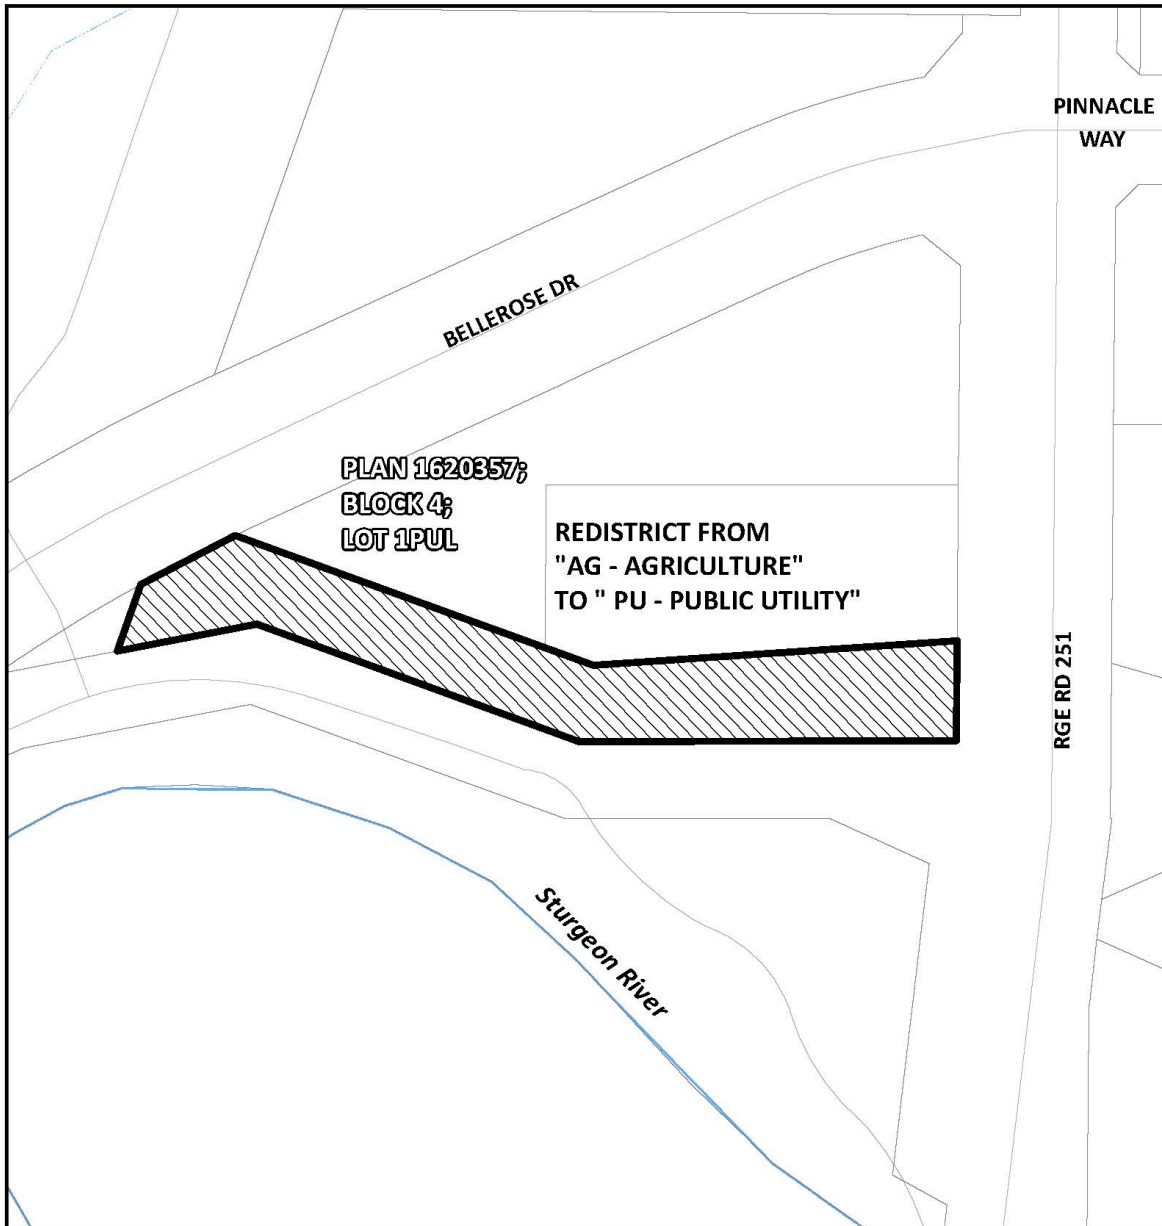 PINNACLE
WAY
BELLEROSE DR
PLAN 1620357;
BLOCK 4;
LOT 1PUL
REDISTRICT FROM
"AG - AGRICULTURE"
TO " PU - PUBLIC UTILITY"
RGE RD 251
Sturgeon River